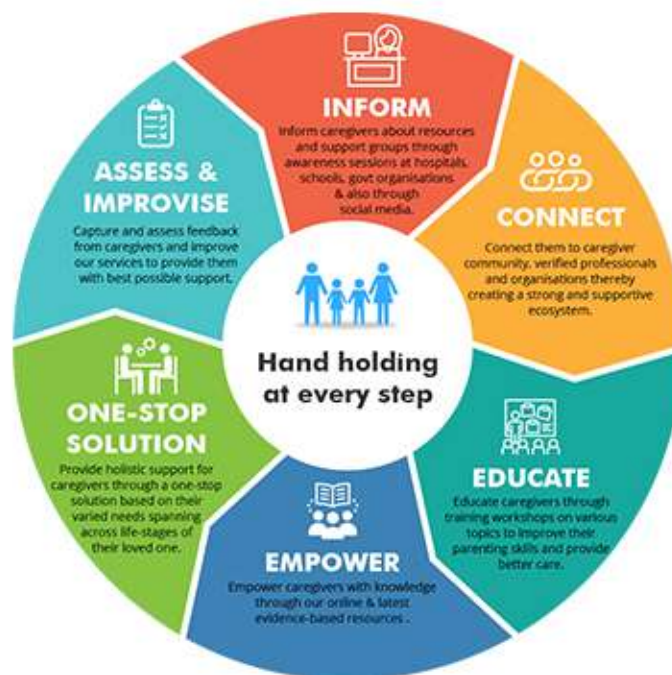 INFORM
Inform caregivers about resources
and support groups through
awareness sessions at hospitals,
schools, govt organisations
& also through
social media.
CONNECT
Connect them to caregiver
community, verified professionals
and organisations thereby
creating a strong and supportive
ecosystem.
EDUCATE
Educate caregivers through
training workshops on various
topics to improve their
parenting skills and provide
better care.
EMPOWER
Empower caregivers with knowledge
through our online & latest
evidence-based resources .
ONE-STOP
SOLUTION
Provide holistic support for
caregivers through a one-stop
solution based on their
varied needs spanning
across life-stages of
their loved one.
ASSESS &
IMPROVISE
Capture and assess feedback
from caregivers and improve
our services to provide them
with best possible support.
Hand holding
at every step